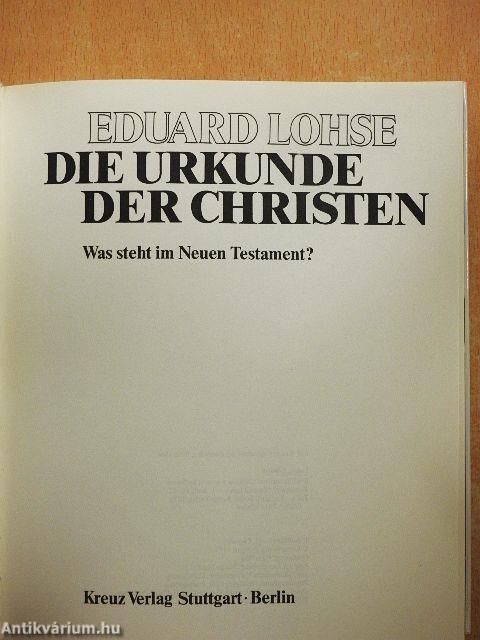 EDUARD LOHSE
DIE URKUNDE
DER CHRISTEN
Was steht im Neuen Testament?
Kreuz Verlag Stuttgart · Berlin
Antikvárium.hu